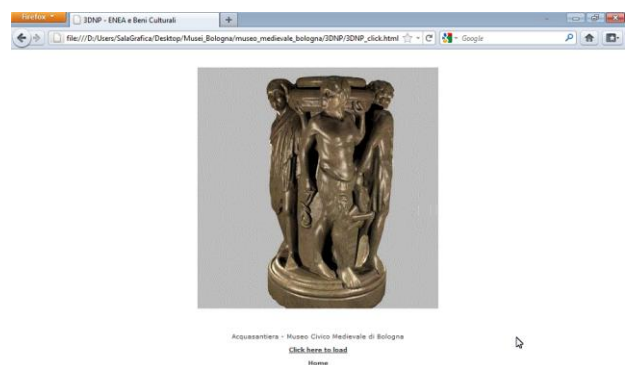 Firefox
3DNP - ENEA e Beni Culturali
file:///D:/Users/SalaGrafica/Desktop/Musei_Bologna/museo_medievale_bologna/3DNP/3DNP_click.html
Google
Acquasantiera - Museo Civico Medievale di Bologna
Click here to load
Home